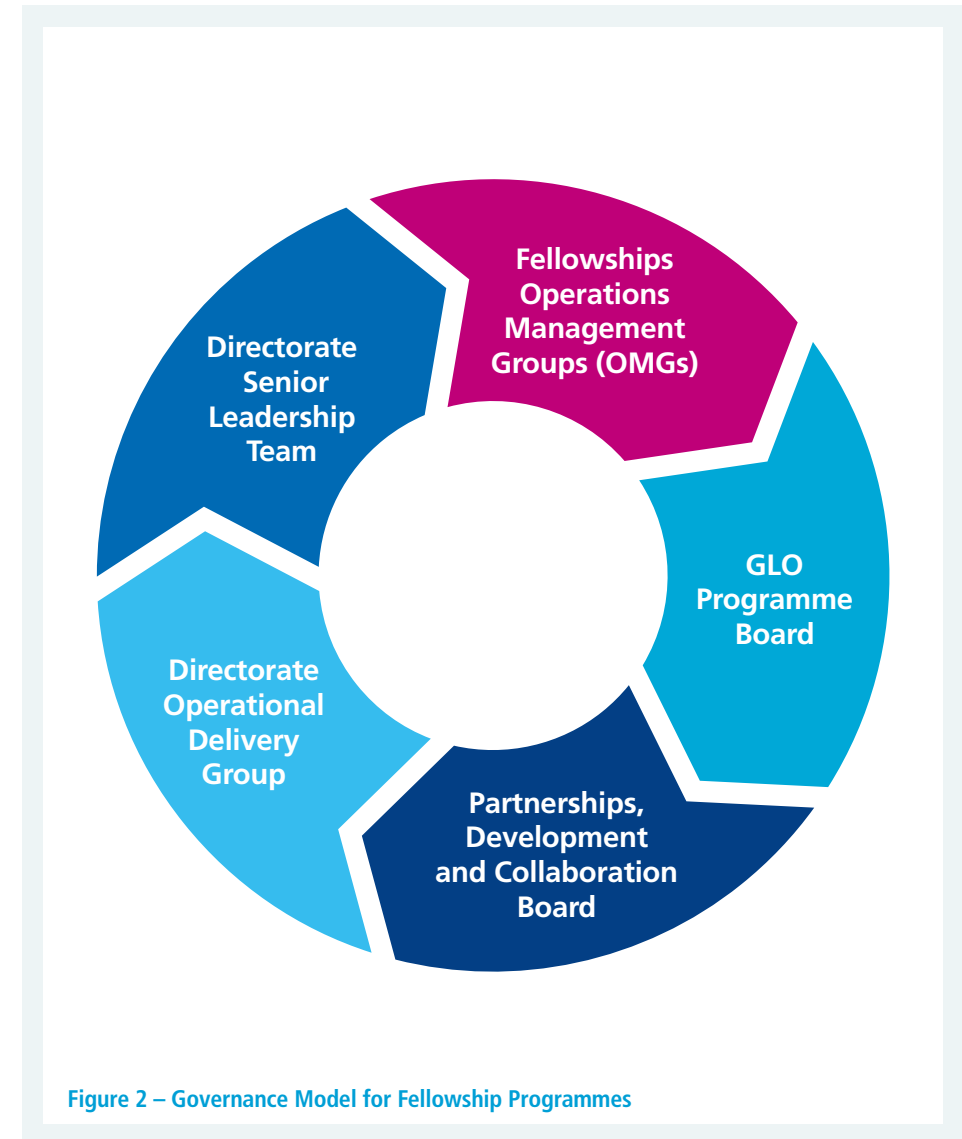 Fellowships
Operations
Management
Groups (OMGs)
GLO
Programme
Board
Partnerships,
Development
and Collaboration
Board
Directorate
Operational
Delivery
Group
Directorate
Senior
Leadership
Team
Figure 2 – Governance Model for Fellowship Programmes